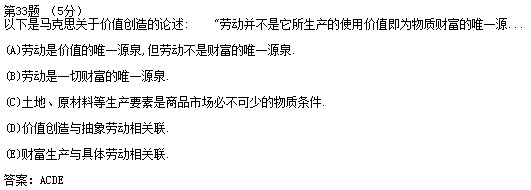 第33题 (5分)
以下是马克思关于价值创造的论述: “劳动并不是它所生产的使用价值即为物质财富的唯一源...
(A)劳动是价值的唯一源泉,但劳动不是财富的唯一源泉.
(B)劳动是一切财富的唯一源泉.
(C)土地、原材料等生产要素是商品市场必不可少的物质条件.
(D)价值创造与抽象劳动相关联.
(E)财富生产与具体劳动相关联.
答案: ACDE